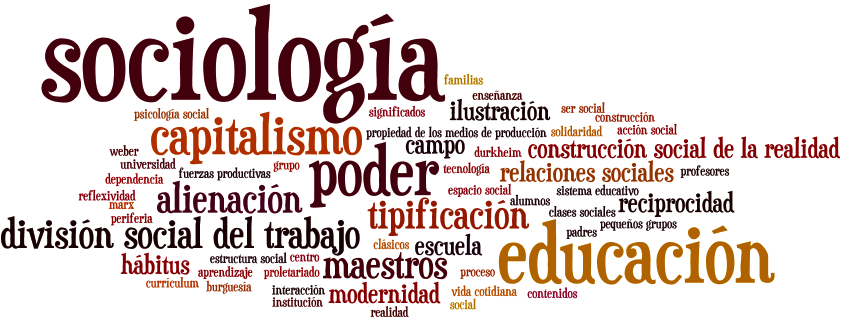 sociología
familias
enseñanza
psicología social
significados
ilustración
ser social
construcción
capitalismo
propiedad de los medios de producción
solidaridad
acción social
weber
campo
durkheim
construcción social de la realidad
universidad
grupo
poder
tecnología
dependencia
fuerzas productivas
relaciones sociales
profesores
reflexividad
alienación
espacio social
sistema educativo
marx
alumnos
reciprocidad
periferia
tipificación
clases sociales
pequeños grupos
división social del trabajo
padres
clásicos
escuela
educación
hábitus
estructura social
centro
maestros
aprendizaje
proletariado
proceso
currículum
burguesía
interacción
modernidad
vida cotidiana
contenidos
institución
social
realidad